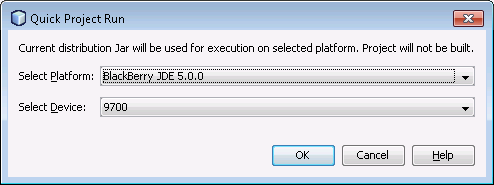 Quick Project Run
Current distribution Jar will be used for execution on selected platform. Project will not be built.
Select Platform: BlackBerry JDE 5.0.0
Select Device: 9700
OK Cancel Help